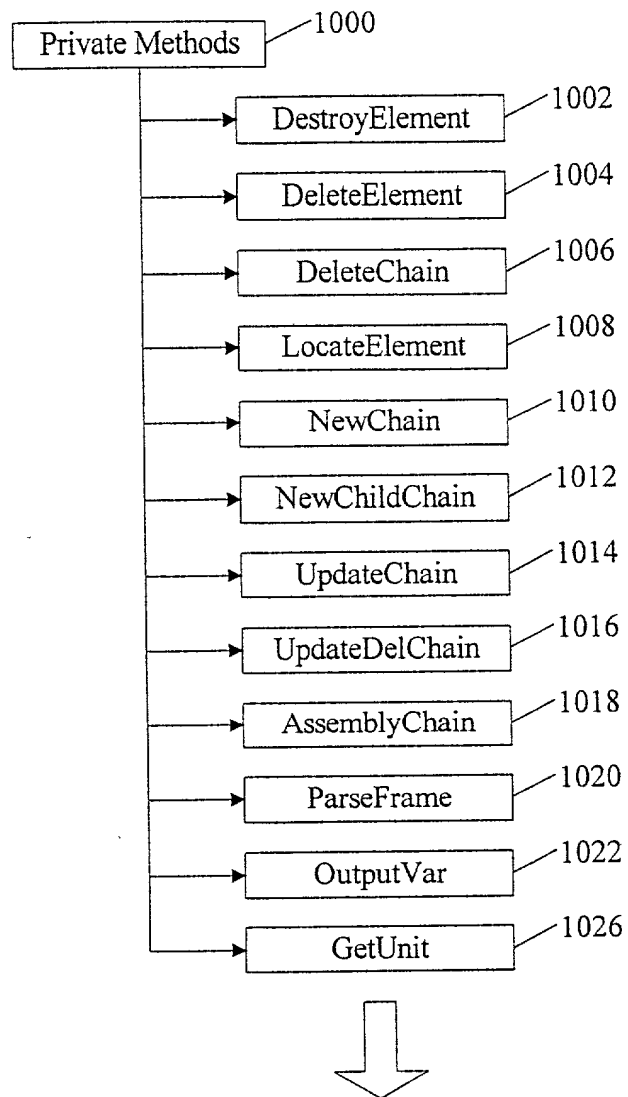 Private Methods 1000
DestroyElement 1002
DeleteElement 1004
DeleteChain 1006
LocateElement 1008
NewChain 1010
NewChildChain 1012
UpdateChain 1014
UpdateDelChain 1016
AssemblyChain 1018
ParseFrame 1020
OutputVar 1022
GetUnit 1026